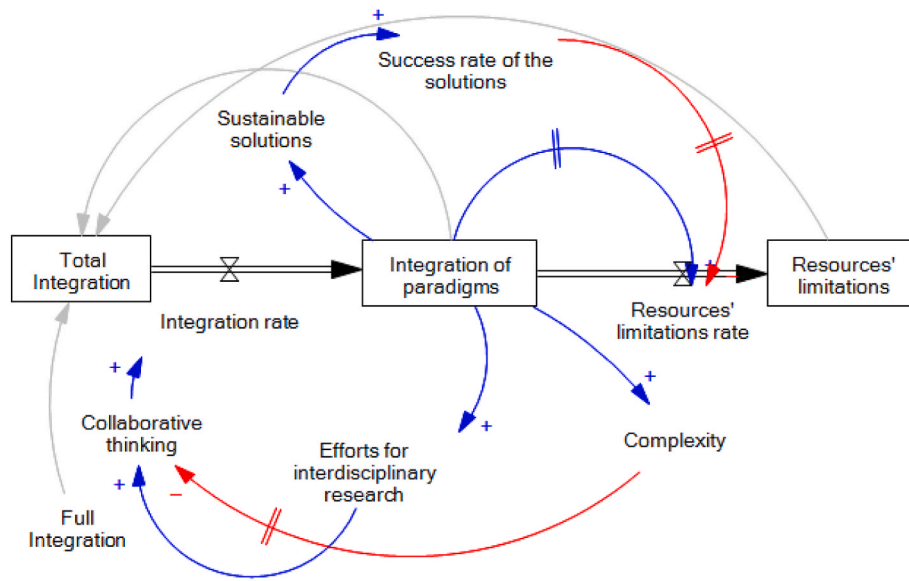 +
Success rate of the
solutions
Sustainable
solutions
+
Total
Integration
Integration of
paradigms
+
Resources'
limitations
Integration rate
Resources'
limitations rate
+
+
Collaborative
thinking
+
Complexity
Efforts for
interdisciplinary
research
+
−
Full
Integration